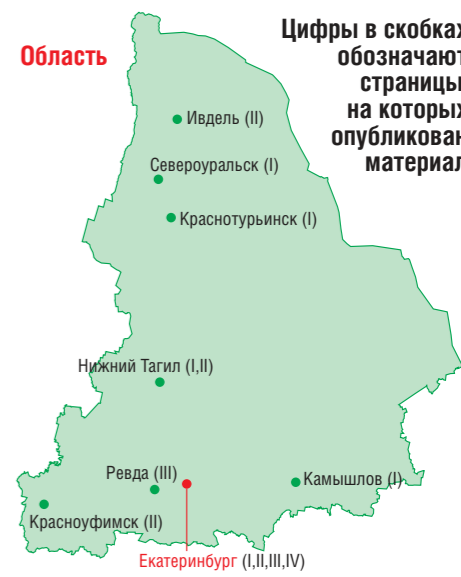 Область
Цифры в скобках
обозначают
страницы,
на которых
опубликован
материал
Ивдель (II)
Североуральск (I)
Краснотурьинск (I)
Нижний Тагил (I,II)
Ревда (III)
Камышлов (I)
Красноуфимск (II)
Екатеринбург (I,II,III,IV)